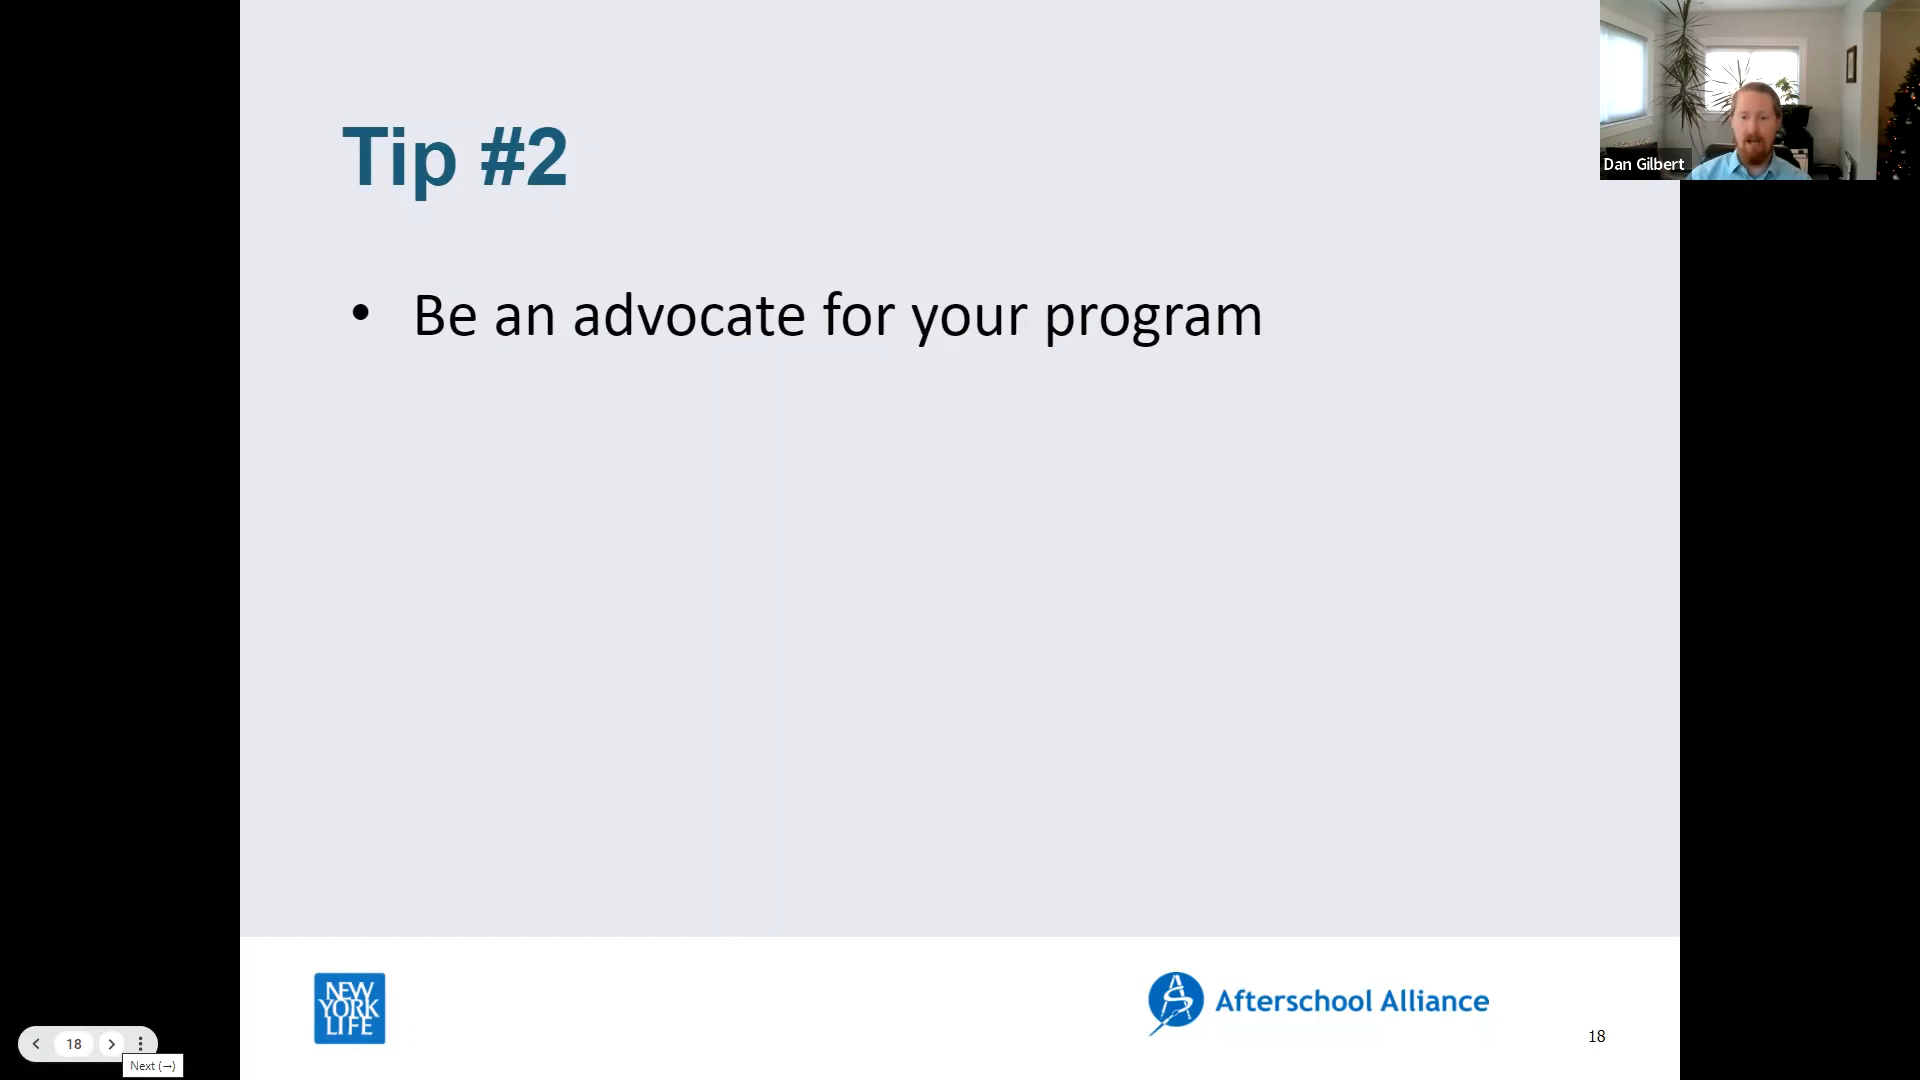 Tip #2
• Be an advocate for your program
Dan Gilbert
NEW
YORK
LIFE
Afterschool Alliance
18
18
Next (→)